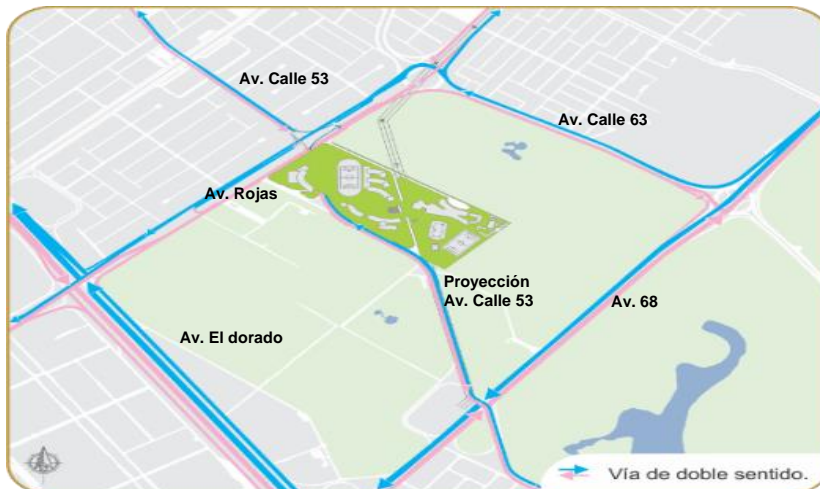 Av. Calle 53
Av. Calle 63
Av. Rojas
Proyección
Av. Calle 53
Av. 68
Av. El dorado
Vía de doble sentido.